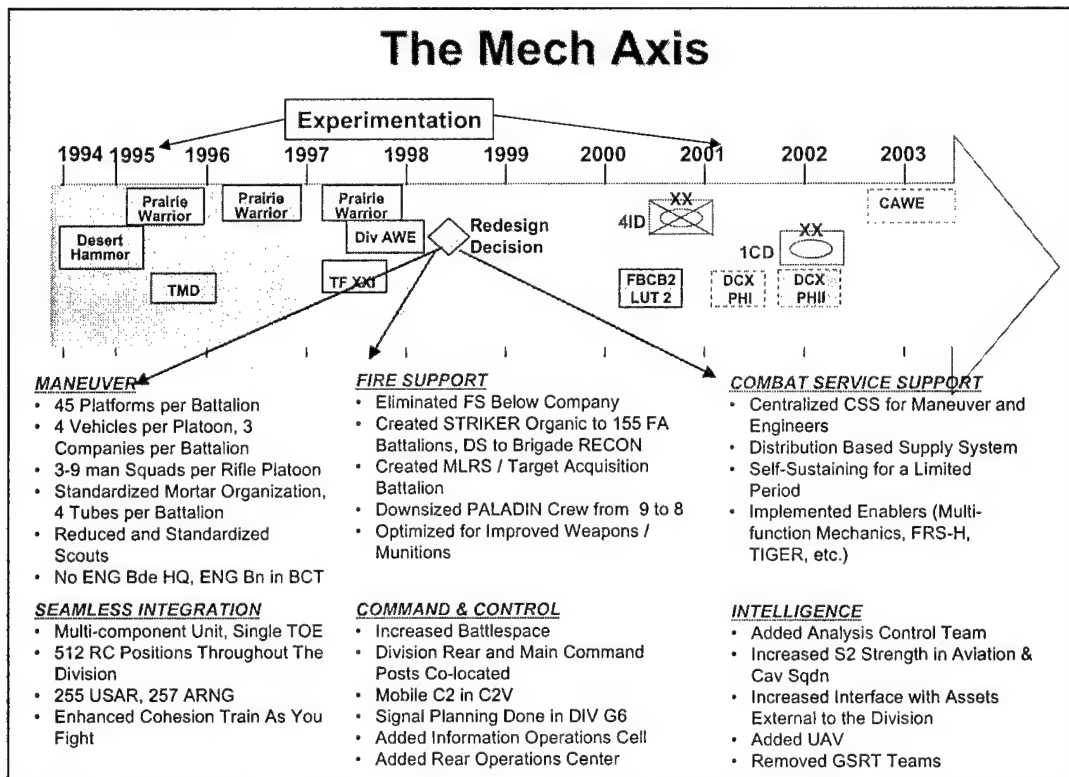 The Mech Axis
Experimentation
1994 1995 1996 1997 1998 1999 2000 2001 2002 2003
Prairie
Warrior
Prairie
Warrior
Prairie
Warrior
Desert
Hammer
Div AWE
Redesign
Decision
TMD
TF XXI
4ID
XX
1CD
XX
CAWE
FBCB2
LUT 2
DCX
PHI
DCX
PHII
MANEUVER
• 45 Platforms per Battalion
• 4 Vehicles per Platoon, 3
Companies per Battalion
• 3-9 man Squads per Rifle Platoon
• Standardized Mortar Organization,
4 Tubes per Battalion
• Reduced and Standardized
Scouts
• No ENG Bde HQ, ENG Bn in BCT
FIRE SUPPORT
• Eliminated FS Below Company
• Created STRIKER Organic to 155 FA
Battalions, DS to Brigade RECON
• Created MLRS / Target Acquisition
Battalion
• Downsized PALADIN Crew from 9 to 8
• Optimized for Improved Weapons /
Munitions
COMBAT SERVICE SUPPORT
• Centralized CSS for Maneuver and
Engineers
• Distribution Based Supply System
• Self-Sustaining for a Limited
Period
• Implemented Enablers (Multi-
function Mechanics, FRS-H,
TIGER, etc.)
SEAMLESS INTEGRATION
• Multi-component Unit, Single TOE
• 512 RC Positions Throughout The
Division
• 255 USAR, 257 ARNG
• Enhanced Cohesion Train As You
Fight
COMMAND & CONTROL
• Increased Battlespace
• Division Rear and Main Command
Posts Co-located
• Mobile C2 in C2V
• Signal Planning Done in DIV G6
• Added Information Operations Cell
• Added Rear Operations Center
INTELLIGENCE
• Added Analysis Control Team
• Increased S2 Strength in Aviation &
Cav Sqdn
• Increased Interface with Assets
External to the Division
• Added UAV
• Removed GSRT Teams